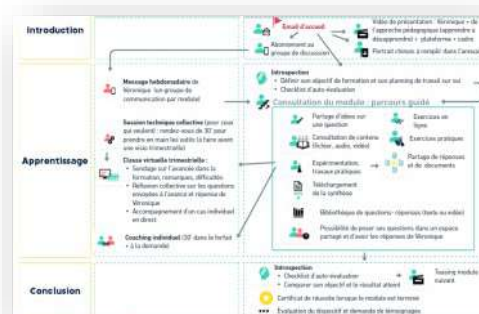 Introduction
Email d'accueil
Abonnement au
groupe de discussion
Vidéo de présentation : Véronique + de
l'approche pédagogique (apprendre à
désapprendre) + plateforme + cadre
Portrait chinois à remplir dans l'annuaire
Apprentissage
Message hebdomadaire de
Véronique (un groupe de
communication par module)
Session technique collective (pour ceux
qui veulent) : rendez-vous de 30' pour
prendre en main les outils (à faire avant
une visio trimestrielle)
Classe virtuelle trimestrielle :
• Sondage sur l'avancée dans la
formation, remarques, difficultés
• Réflexion collective sur les questions
envoyées à l'avance et réponse de
Véronique
• Accompagnement d'un cas individuel
en direct
Coaching individuel (30' dans le forfait
+ à la demande)
Introspection
• Définir son objectif de formation et son planning de travail sur
• Checklist d'auto-évaluation
Consultation du module : parcours guidé
Partage d'idées sur
une question
Consultation de contenu
(fichier, audio, vidéo)
Expérimentation,
travaux pratiques
Téléchargement
de la synthèse
Exercices en
ligne
Exercices pratiques
Partage de réponses
et de documents
Bibliothèque de questions - réponses (texte ou vidéo)
Possibilité de poser ses questions dans un espace
partagé et d'avoir les réponses de Véronique
Conclusion
Introspection
• Checklist d'auto-évaluation
• Comparer son objectif et le résultat atteint
Teasing module
suivant
Certificat de réussite lorsque le module est terminé
Evaluation du dispositif et demande de témoignages